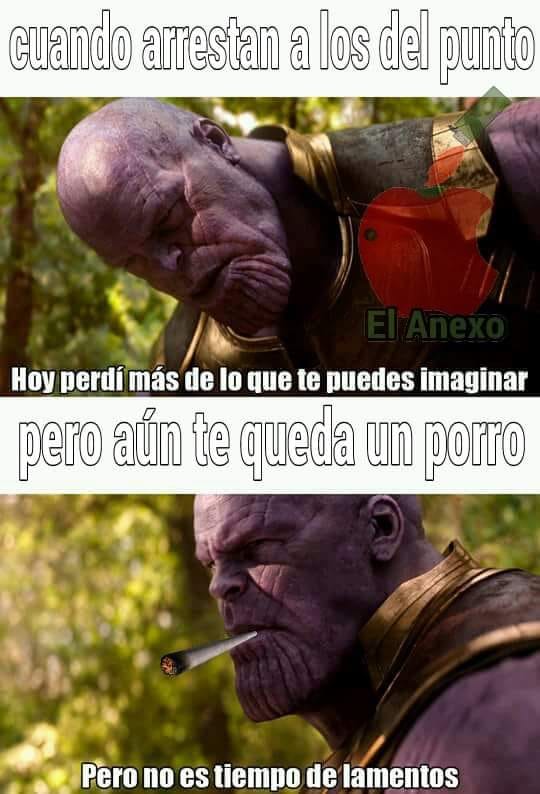 cuando arrestan a los del punto
El Anexo
Hoy perdí más de lo que te puedes imaginar
pero aún te queda un porro
Pero no es tiempo de lamentos